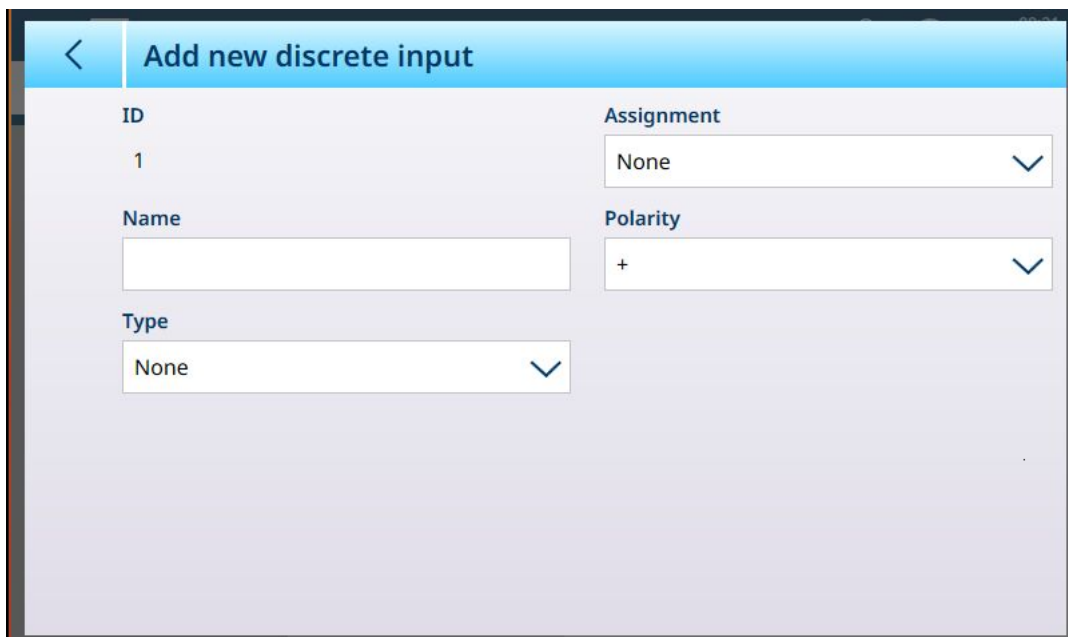 Add new discrete input
ID
1
Name
Type
None
Assignment
None
Polarity
+